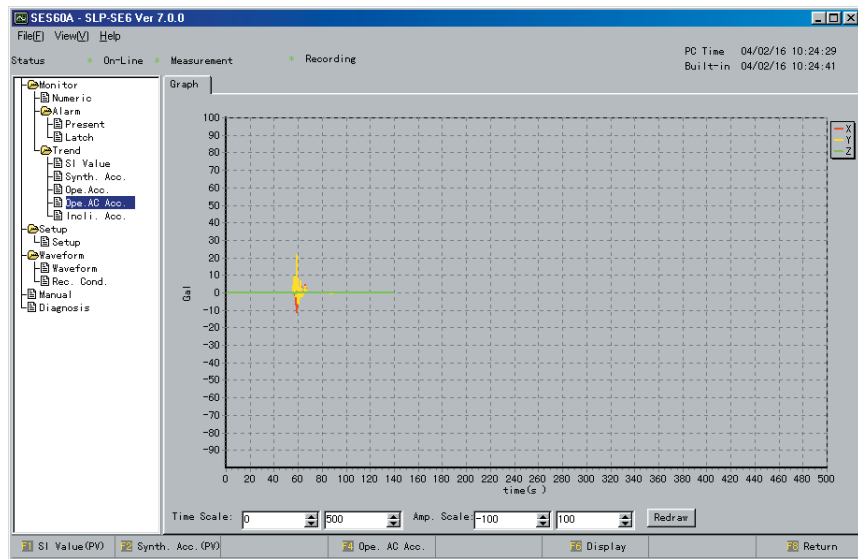 SES60A - SLP-SE6 Ver 7.0.0
File(F) View(V) Help
Status On-Line Measurement Recording
PC Time 04/02/16 10:24:29
Built-in 04/02/16 10:24:41
Monitor
Numeric
Alarm
Present
Latch
Trend
SI Value
Synth. Acc.
Ope.Acc.
Ope.AC Acc.
Incli. Acc.
Setup
Setup
Waveform
Waveform
Rec. Cond.
Manual
Diagnosis
Graph
100
90
80
70
60
50
40
30
20
10
0
-10
-20
-30
-40
-50
-60
-70
-80
-90
Gal
X
Y
Z
0 20 40 60 80 100 120 140 160 180 200 220 240 260 280 300 320 340 360 380 400 420 440 460 480 500
time(s )
Time Scale: 0 500 Amp. Scale: -100 100 Redraw
F1 SI Value(PV) F2 Synth. Acc.(PV) F4 Ope. AC Acc. F6 Display F8 Return